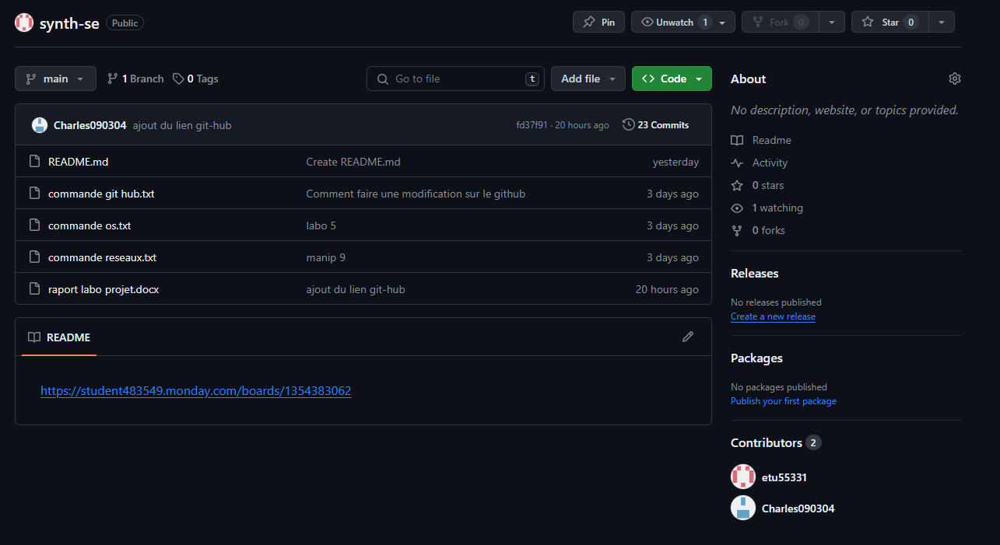 synth-se Public Pin Unwatch 1 Fork 0 Star 0
main 1 Branch 0 Tags Go to file t Add file Code
Charles090304 ajout du lien git-hub fd37f91 · 20 hours ago 23 Commits
README.md Create README.md yesterday
commande git hub.txt Comment faire une modification sur le github 3 days ago
commande os.txt labo 5 3 days ago
commande reseaux.txt manip 9 3 days ago
raport labo projet.docx ajout du lien git-hub 20 hours ago
README
https://student483549.monday.com/boards/1354383062
About
No description, website, or topics provided.
Readme
Activity
0 stars
1 watching
0 forks
Releases
No releases published
Create a new release
Packages
No packages published
Publish your first package
Contributors 2
etu55331
Charles090304